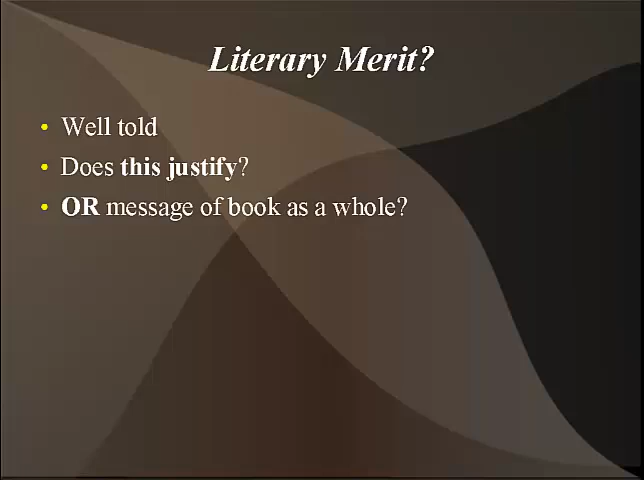 Literary Merit?
• Well told
• Does this justify?
• OR message of book as a whole?